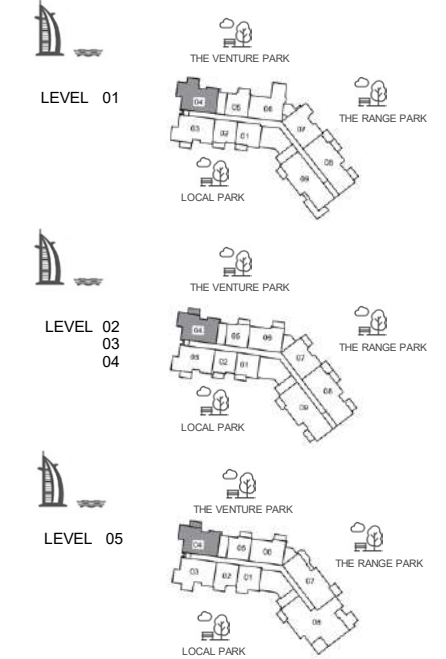 THE VENTURE PARK
LEVEL 01
THE RANGE PARK
04 05 06
07
03 02 01
08
09
LOCAL PARK
THE VENTURE PARK
LEVEL 02
03
04
THE RANGE PARK
04 05 06
07
03 02 01
08
09
LOCAL PARK
THE VENTURE PARK
LEVEL 05
THE RANGE PARK
04 05 06
03 02 01
07
08
LOCAL PARK